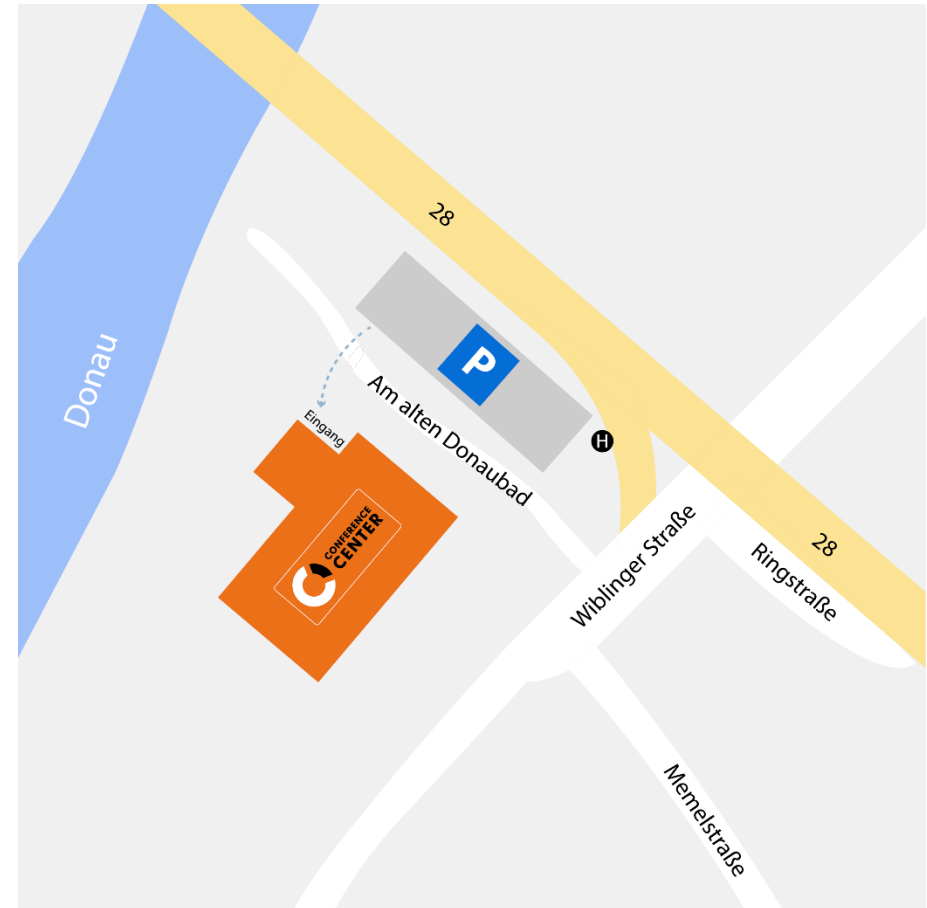 28
Donau
P
Am alten Donaubad
H
Eingang
CONFERENCE
CENTER
Wiblinger Straße
28
Ringstraße
Memelstraße